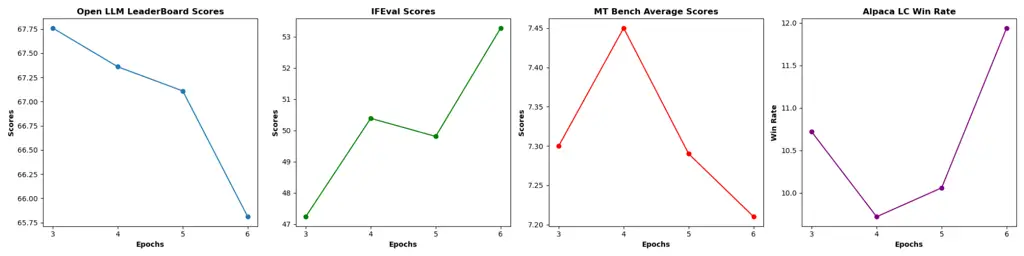 Open LLM LeaderBoard Scores
Scores
67.75
67.50
67.25
67.00
66.75
66.50
66.25
66.00
65.75
3 4 5 6
Epochs
IFEval Scores
Scores
53
52
51
50
49
48
47
3 4 5 6
Epochs
MT Bench Average Scores
Scores
7.45
7.40
7.35
7.30
7.25
7.20
3 4 5 6
Epochs
Alpaca LC Win Rate
Win Rate
12.0
11.5
11.0
10.5
10.0
3 4 5 6
Epochs